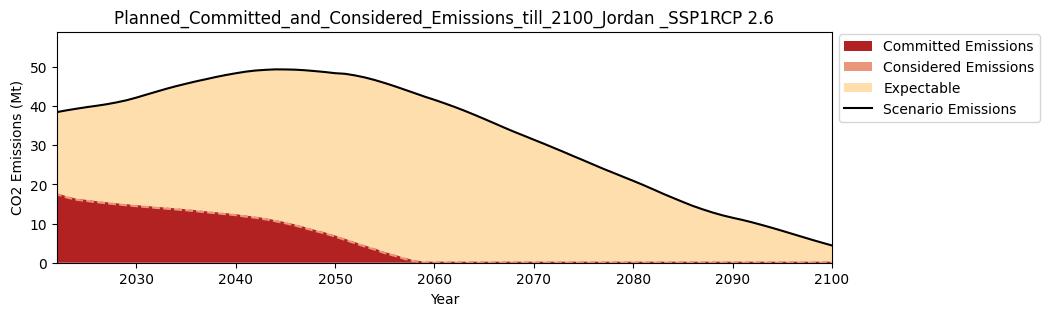 Planned_Committed_and_Considered_Emissions_till_2100_Jordan _SSP1RCP 2.6
Committed Emissions
Considered Emissions
Expectable
Scenario Emissions
CO2 Emissions (Mt)
50
40
30
20
10
0
2030 2040 2050 2060 2070 2080 2090 2100
Year